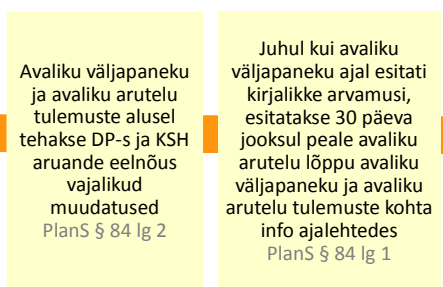 Avaliku väljapaneku
ja avaliku arutelu
tulemuste alusel
tehakse DP-s ja KSH
aruande eelnõus
vajalikud
muudatused
PlanS § 84 lg 2
Juhul kui avaliku
väljapaneku ajal esitati
kirjalikke arvamusi,
esitatakse 30 päeva
jooksul peale avaliku
arutelu lõppu avaliku
väljapaneku ja avaliku
arutelu tulemuste kohta
info ajalehtedes
PlanS § 84 lg 1